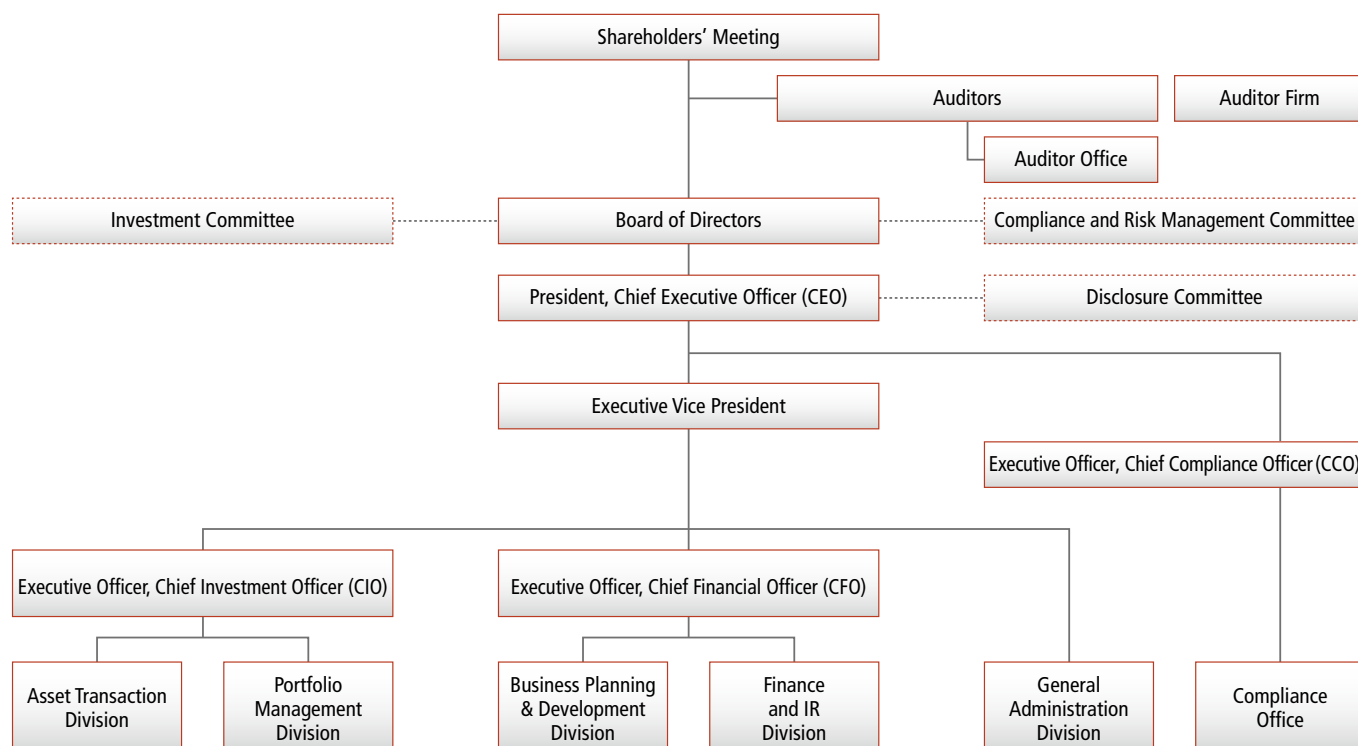 Shareholders’ Meeting
Auditors
Auditor Firm
Auditor Office
Investment Committee
Board of Directors
Compliance and Risk Management Committee
President, Chief Executive Officer (CEO)
Disclosure Committee
Executive Vice President
Executive Officer, Chief Compliance Officer (CCO)
Executive Officer, Chief Investment Officer (CIO)
Executive Officer, Chief Financial Officer (CFO)
Asset Transaction
Division
Portfolio
Management
Division
Business Planning
& Development
Division
Finance
and IR
Division
General
Administration
Division
Compliance
Office